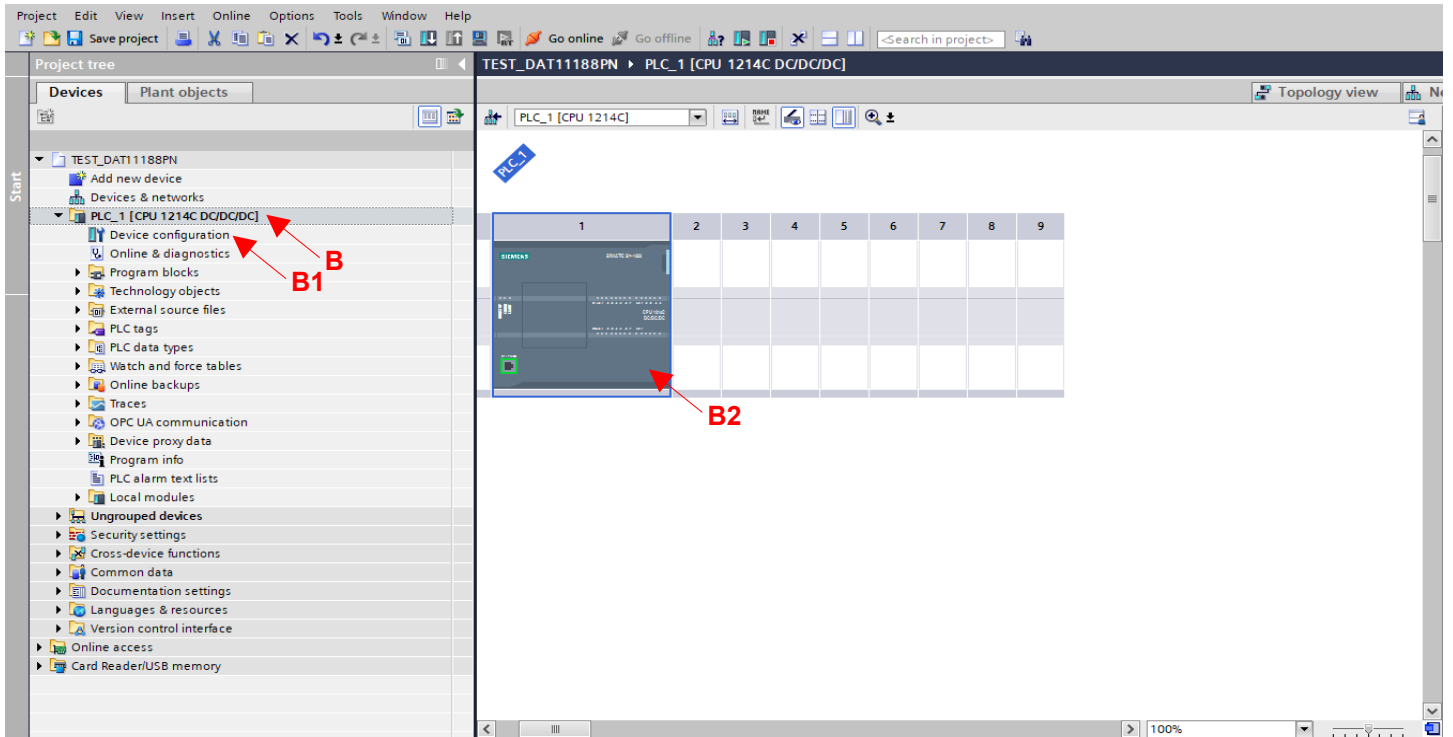 Project Edit View Insert Online Options Tools Window Help
Save project Go online Go offline <Search in project>
Start
Project tree
Devices Plant objects
TEST_DAT11188PN
Add new device
Devices & networks
PLC_1 [CPU 1214C DC/DC/DC]
Device configuration
Online & diagnostics
Program blocks
Technology objects
External source files
PLC tags
PLC data types
Watch and force tables
Online backups
Traces
OPC UA communication
Device proxy data
Program info
PLC alarm text lists
Local modules
Ungrouped devices
Security settings
Cross-device functions
Common data
Documentation settings
Languages & resources
Version control interface
Online access
Card Reader/USB memory
B
B1
TEST_DAT11188PN PLC_1 [CPU 1214C DC/DC/DC]
Topology view Ne
PLC_1 [CPU 1214C]
PLC_1
1 2 3 4 5 6 7 8 9
SIEMENS
B2
100%